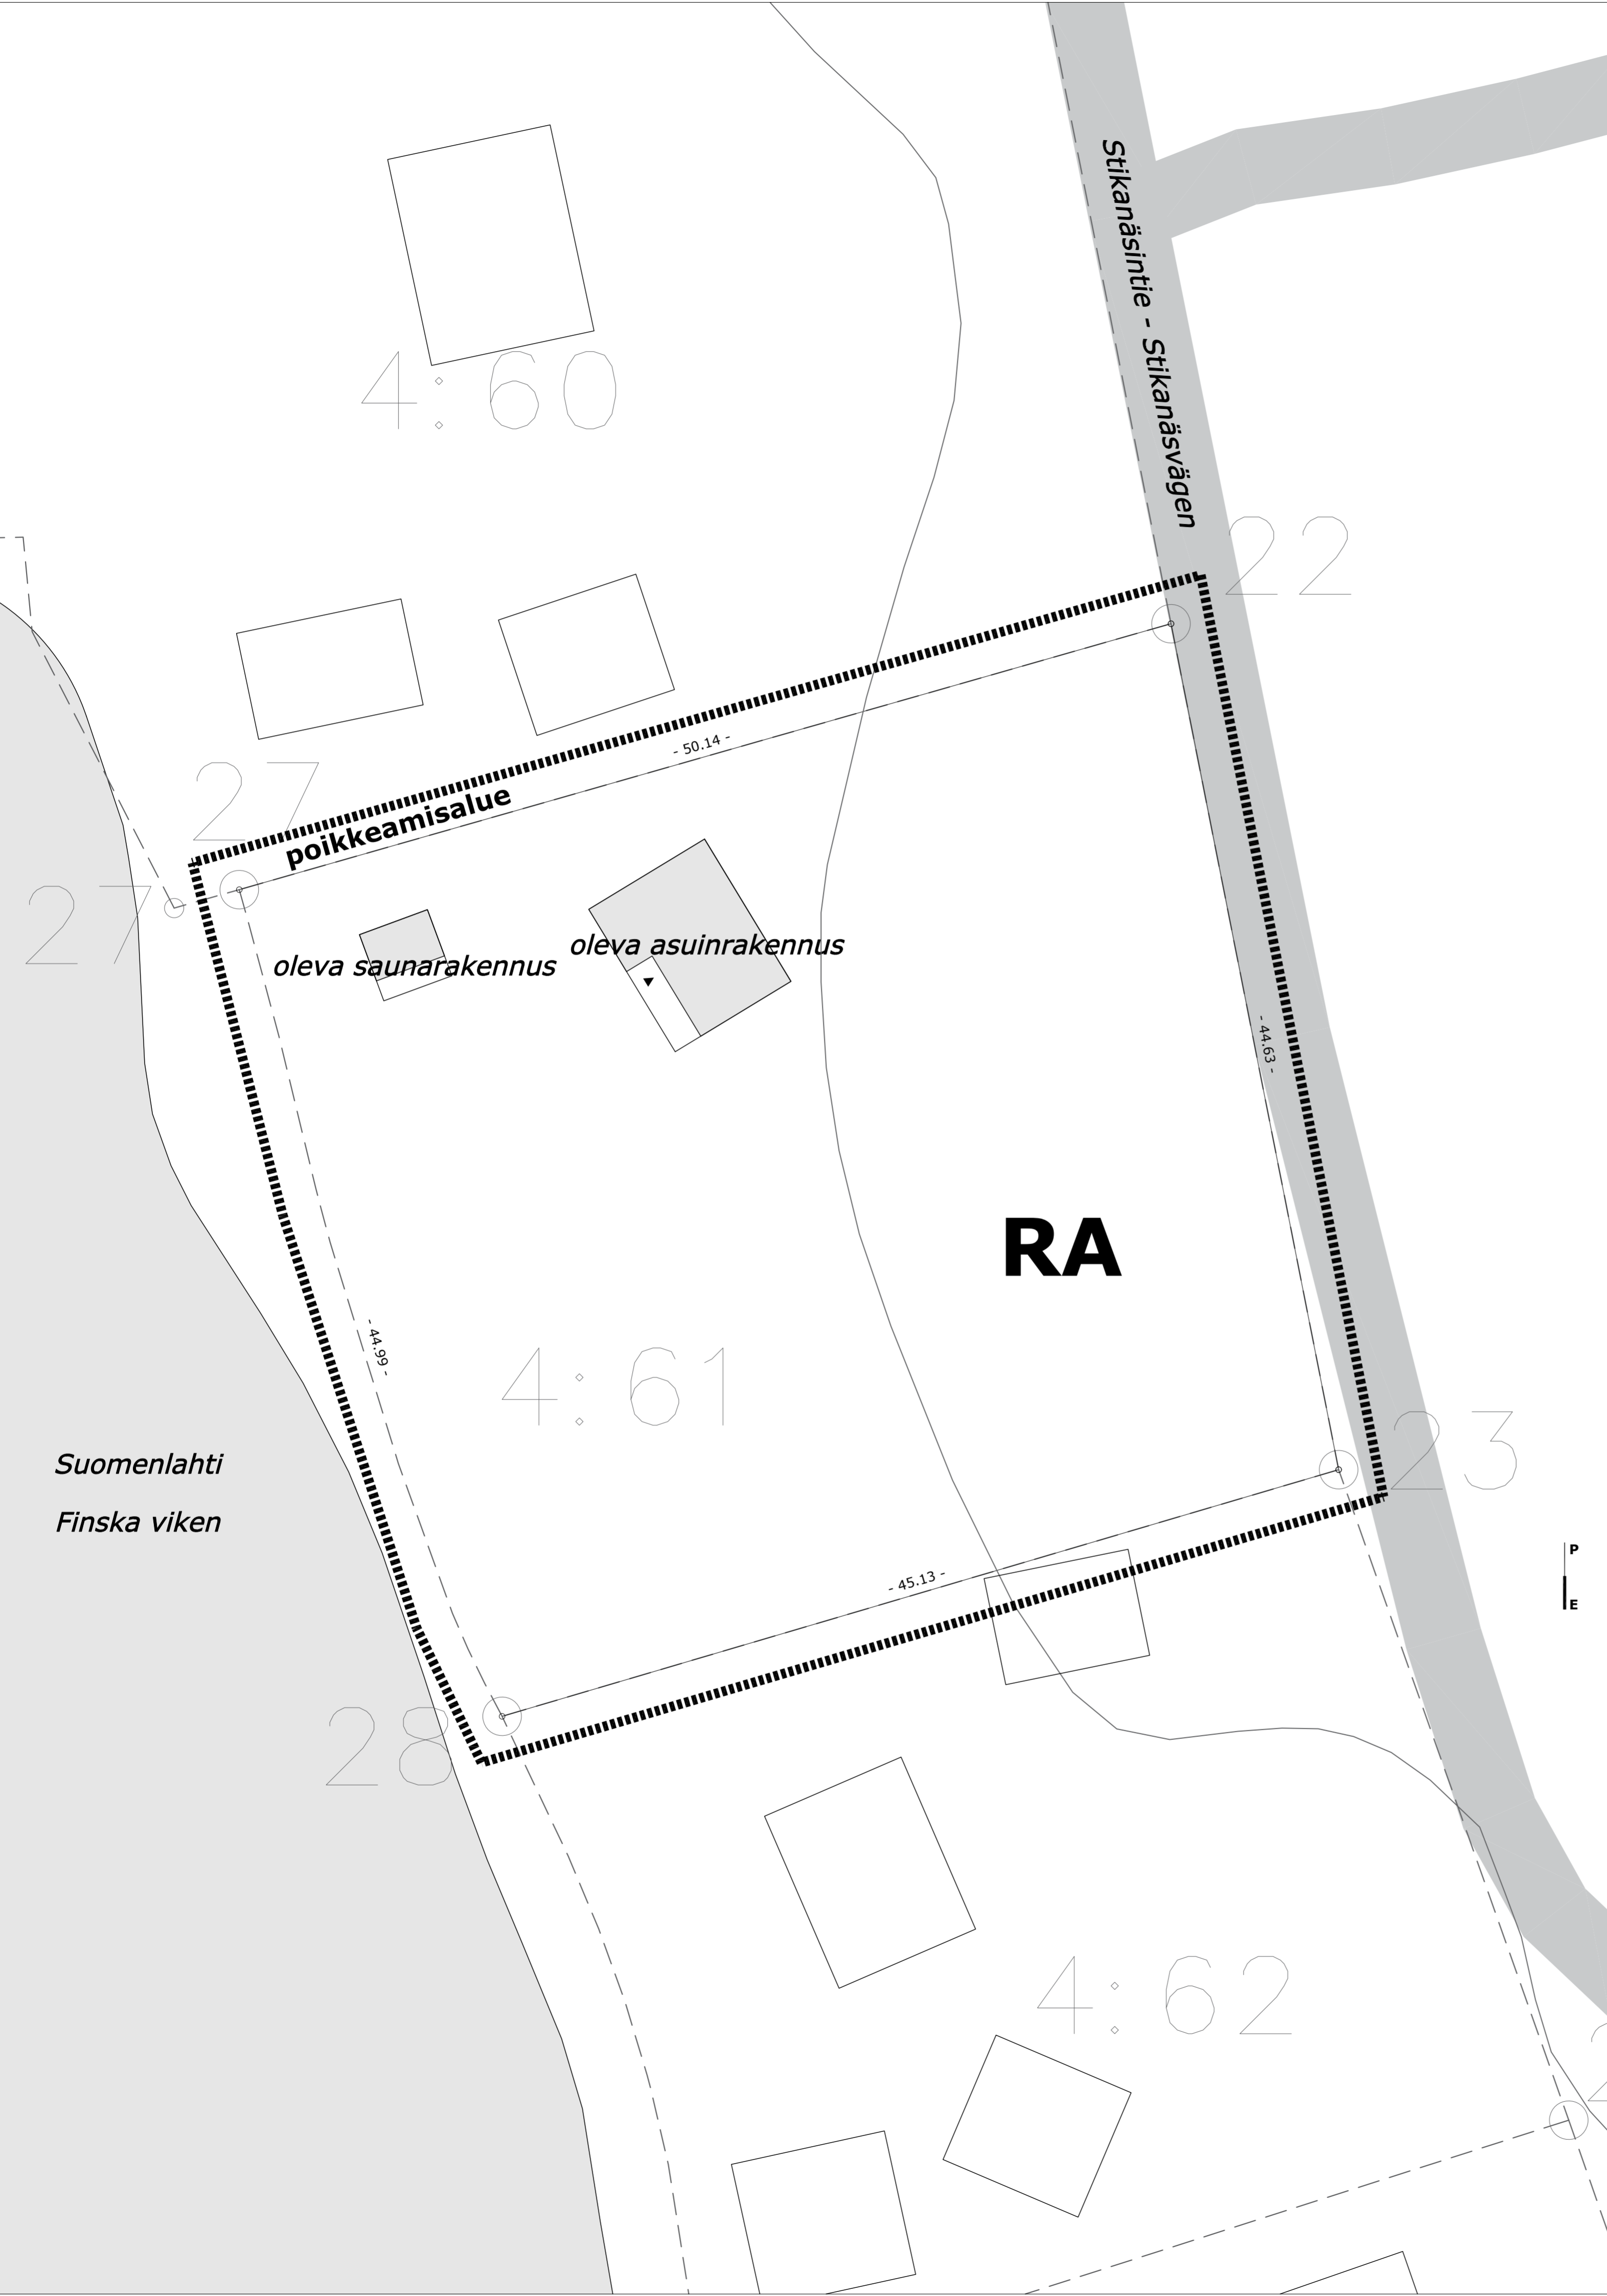 Stikanäsintie - Stikanäsvägen
4:60
22
- 50.14 -
27
poikkeamisalue
27
oleva asuinrakennus
oleva saunarakennus
- 44.63 -
RA
- 44.99 -
4:61
Suomenlahti
Finska viken
23
P
E
- 45.13 -
28
4:62